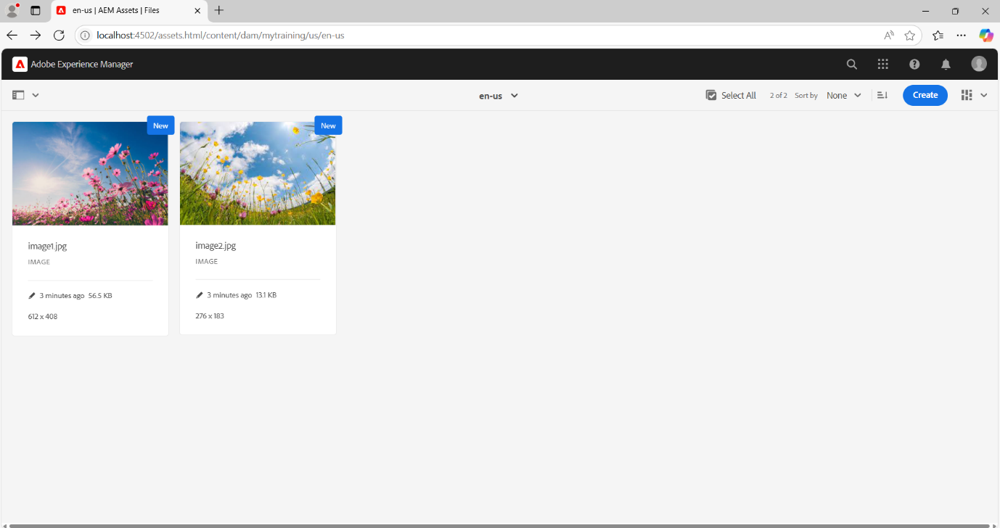 en-us | AEM Assets | Files
localhost:4502/assets.html/content/dam/mytraining/us/en-us
Adobe Experience Manager
en-us
Select All
2 of 2
Sort by
None
Create
New
image1.jpg
IMAGE
3 minutes ago 56.5 KB
612 x 408
New
image2.jpg
IMAGE
3 minutes ago 13.1 KB
276 x 183